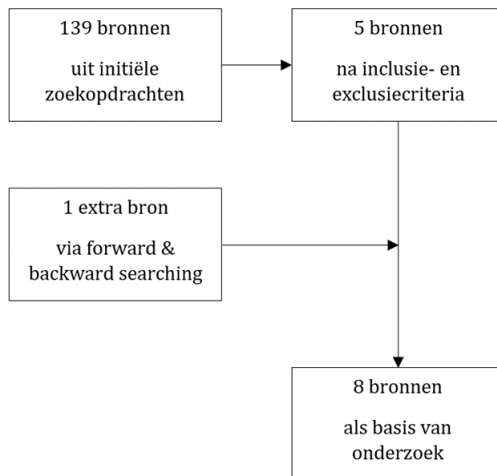 139 bronnen
uit initiële
zoekopdrachten
5 bronnen
na inclusie- en
exclusiecriteria
1 extra bron
via forward &
backward searching
8 bronnen
als basis van
onderzoek